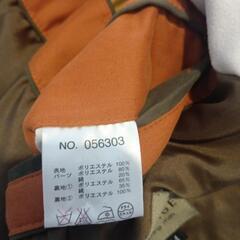 NO. 056303
表地 ポリエステル 100%
パーツ ポリエステル 80%
綿 20%
裏地① ポリエステル 65%
綿 35%
裏地② ポリエステル 100%